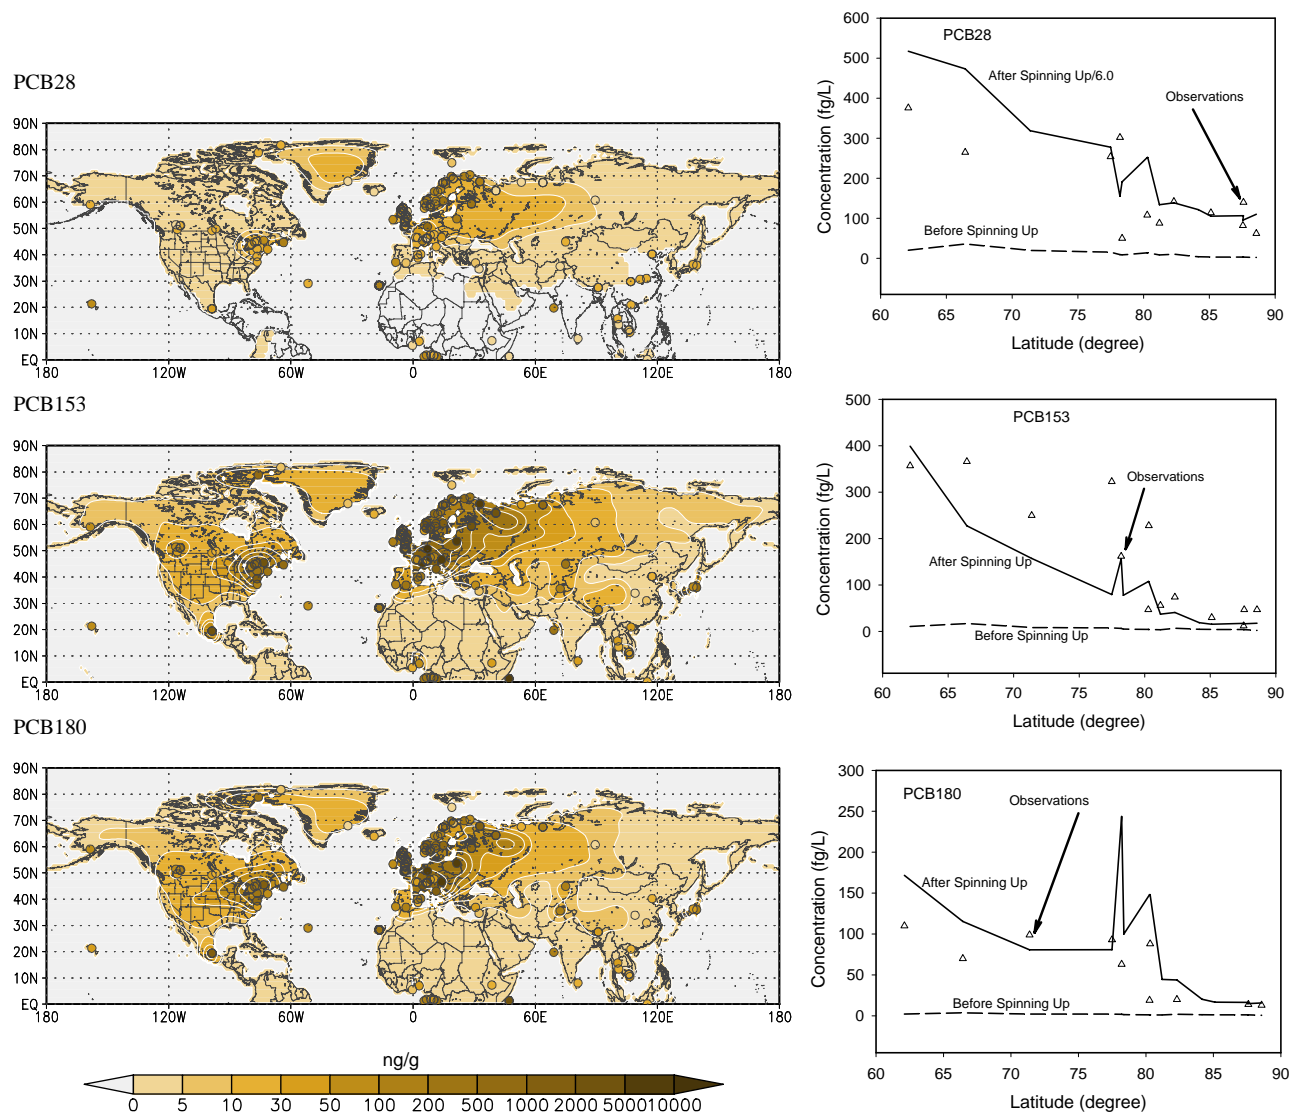 PCB28
90N
80N
70N
60N
50N
40N
30N
20N
10N
EQ
180 120W 60W 0 60E 120E 180
PCB153
90N
80N
70N
60N
50N
40N
30N
20N
10N
EQ
180 120W 60W 0 60E 120E 180
PCB180
90N
80N
70N
60N
50N
40N
30N
20N
10N
EQ
180 120W 60W 0 60E 120E 180
ng/g
0 5 10 30 50 100 200 500 1000 2000 5000 10000
PCB28
After Spinning Up/6.0
Observations
Before Spinning Up
Concentration (fg/L)
600
500
400
300
200
100
0
60 65 70 75 80 85 90
Latitude (degree)
PCB153
Observations
After Spinning Up
Before Spinning Up
Concentration (fg/L)
500
400
300
200
100
0
60 65 70 75 80 85 90
Latitude (degree)
PCB180
Observations
After Spinning Up
Before Spinning Up
Concentration (fg/L)
300
250
200
150
100
50
0
60 65 70 75 80 85 90
Latitude (degree)